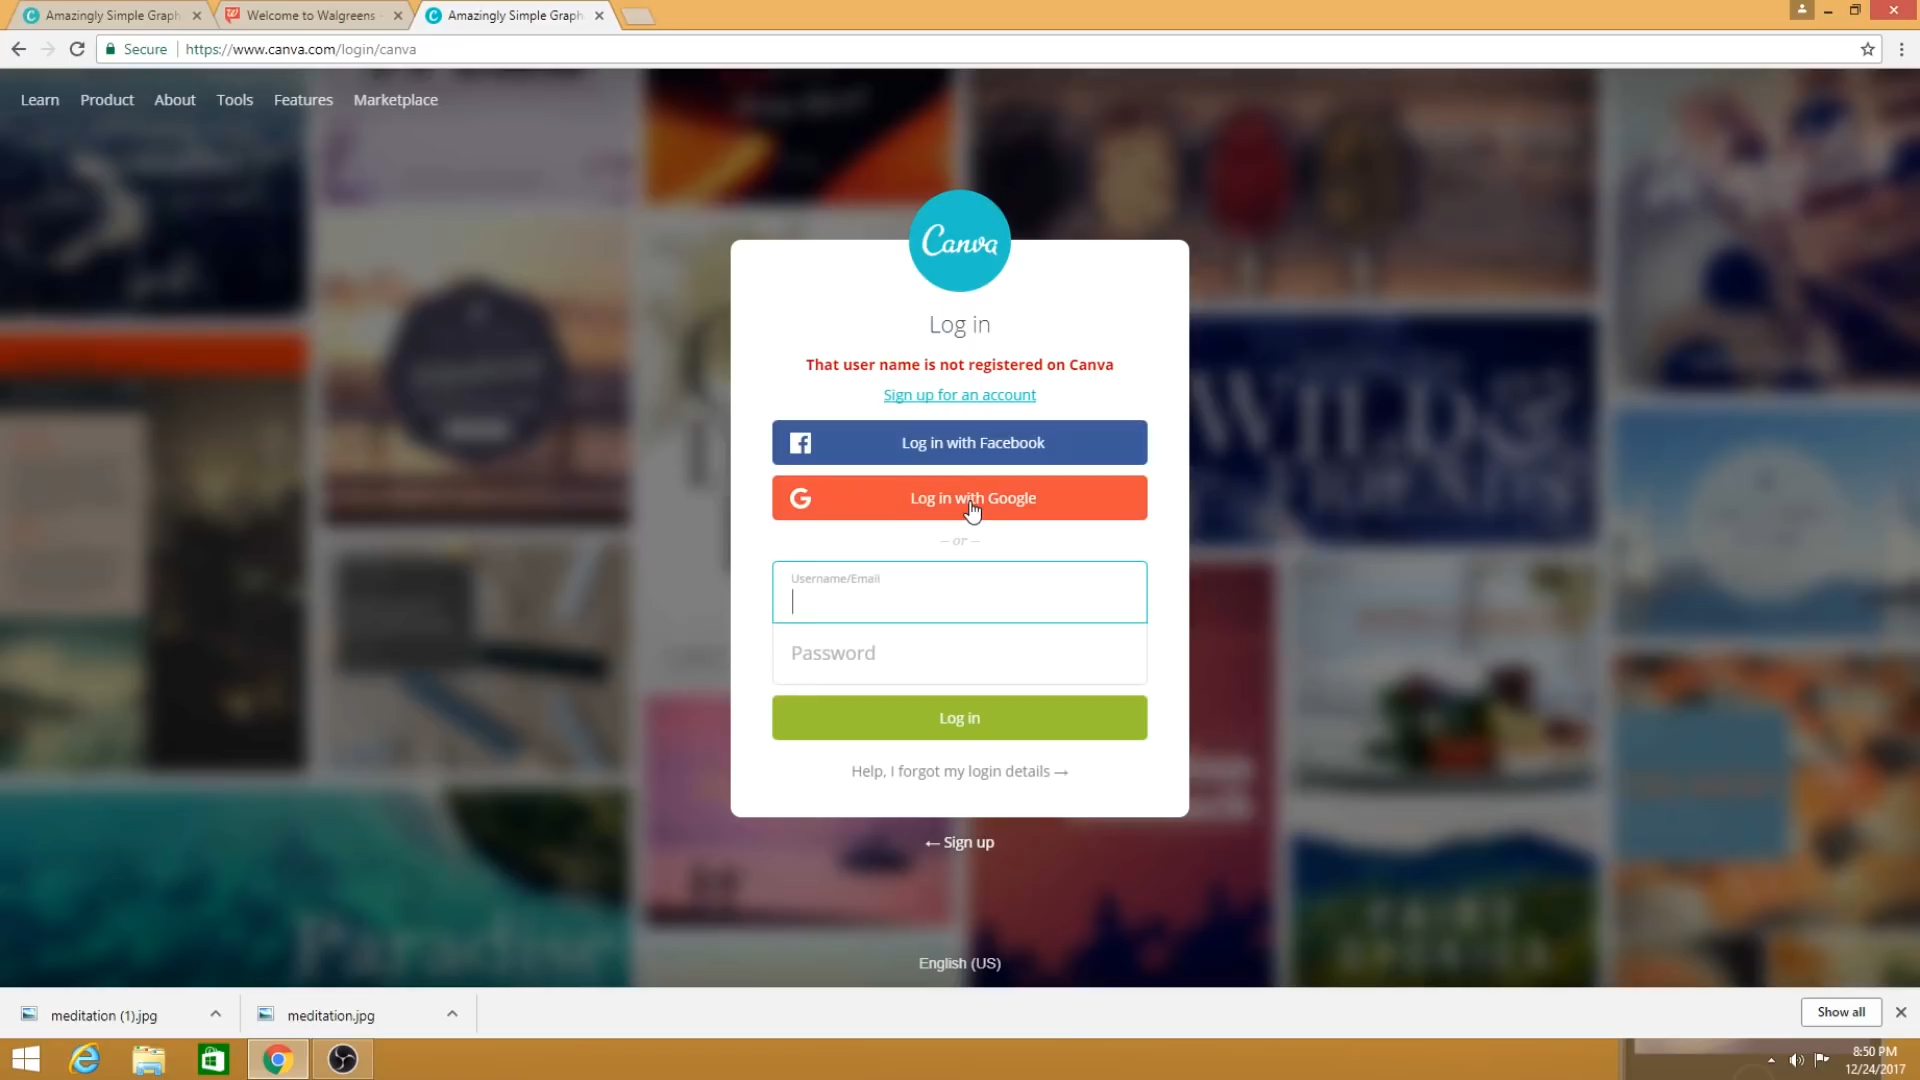 Amazingly Simple Graph
Welcome to Walgreens
Amazingly Simple Graph
Secure
https://www.canva.com/login/canva
Learn
Product
About
Tools
Features
Marketplace
Canva
Log in
That user name is not registered on Canva
Sign up for an account
Log in with Facebook
Log in with Google
– or –
Username/Email
Password
Log in
Help, I forgot my login details →
← Sign up
WILD &
FRIENDS
Paradise
English (US)
meditation (1).jpg
meditation.jpg
Show all
8:50 PM
12/24/2017